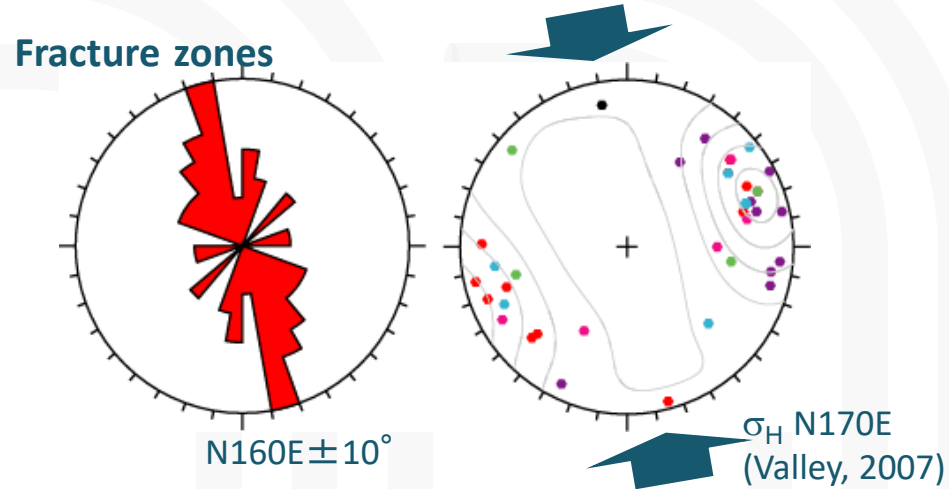 Fracture zones
N160E±10°
σH N170E
(Valley, 2007)